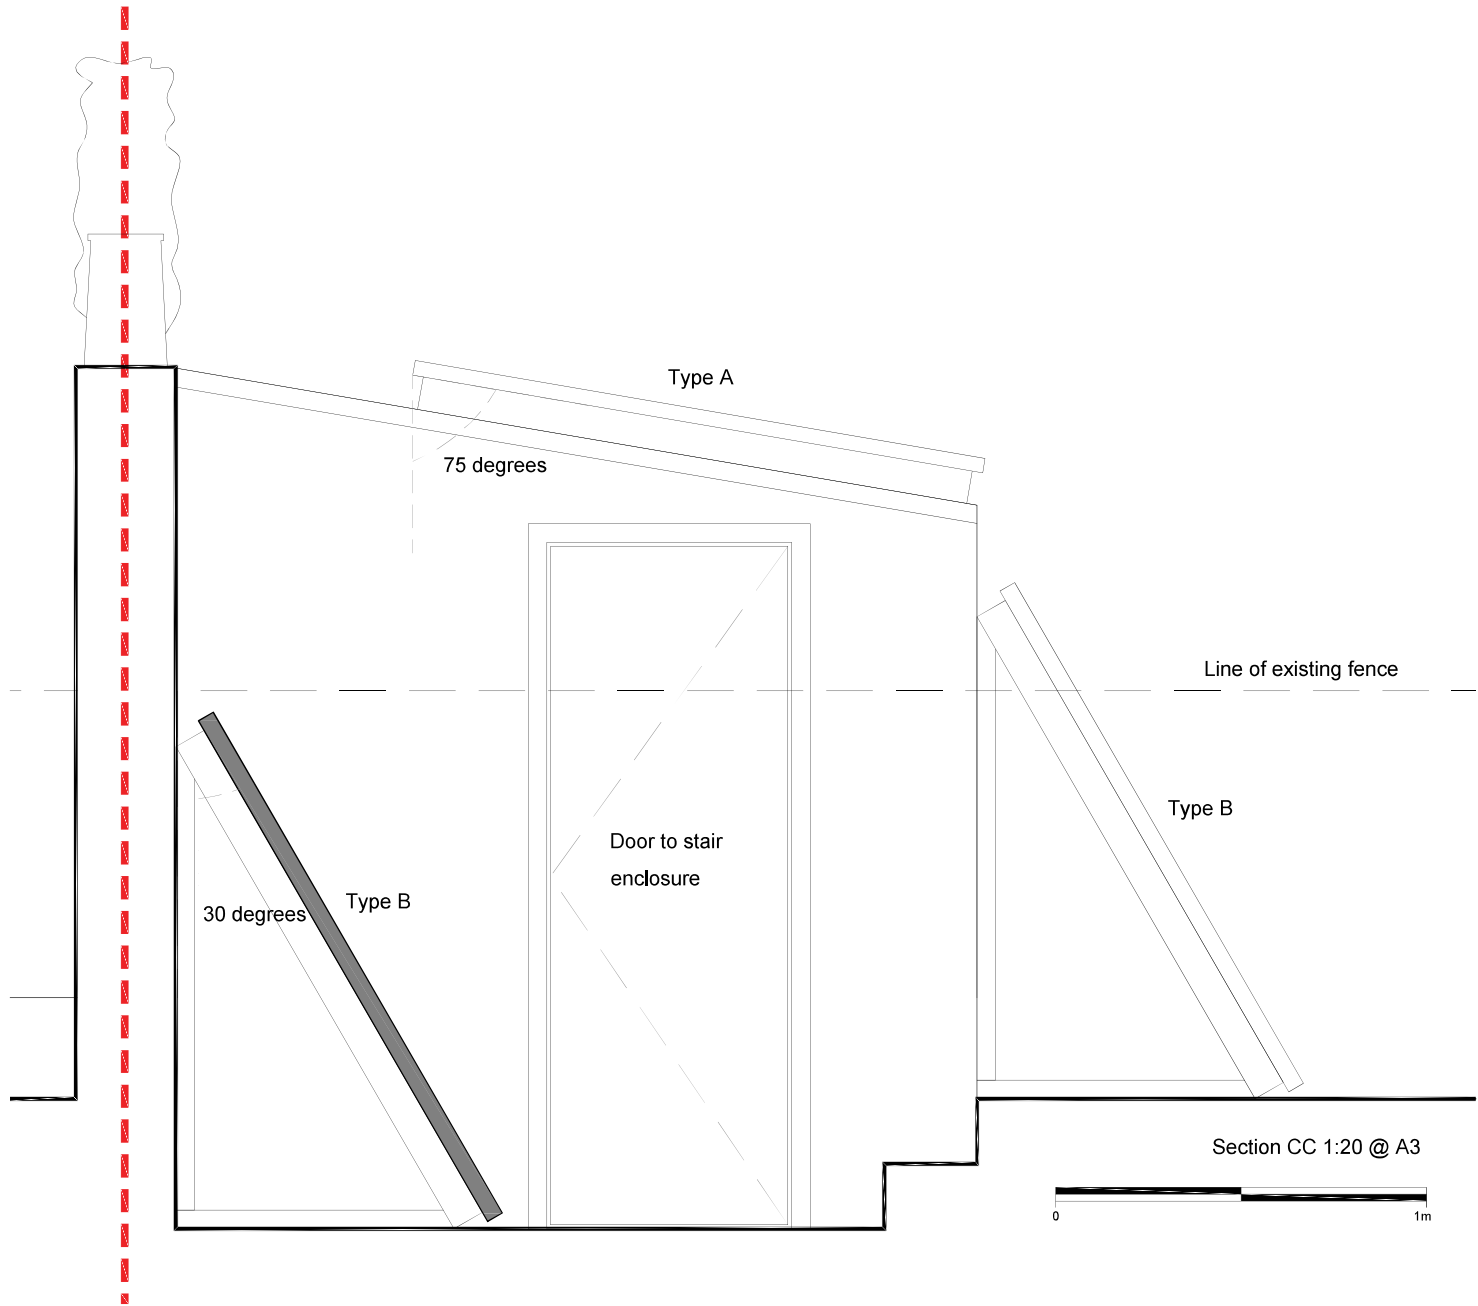 Type A
75 degrees
Line of existing fence
Type B
Door to stair
enclosure
Type B
30 degrees
Section CC 1:20 @ A3
0
1m